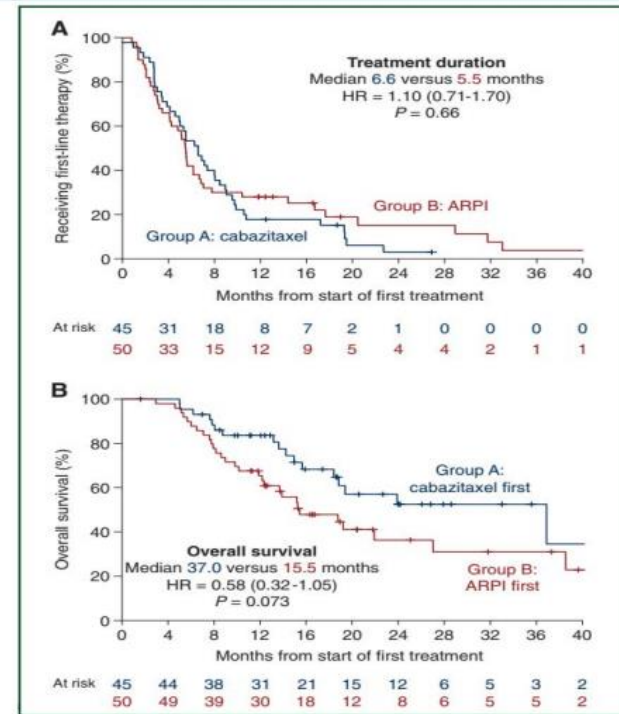 A
Receiving first-line therapy (%)
100
80
60
40
20
0
Treatment duration
Median 6.6 versus 5.5 months
HR = 1.10 (0.71-1.70)
P = 0.66
Group B: ARPI
Group A: cabazitaxel
0 4 8 12 16 20 24 28 32 36 40
Months from start of first treatment
At risk 45 31 18 8 7 2 1 0 0 0 0
50 33 15 12 9 5 4 4 2 1 1
B
Overall survival (%)
100
80
60
40
20
0
Group A:
cabazitaxel first
Overall survival
Median 37.0 versus 15.5 months
HR = 0.58 (0.32-1.05)
P = 0.073
Group B:
ARPI first
0 4 8 12 16 20 24 28 32 36 40
Months from start of first treatment
At risk 45 44 38 31 21 15 12 6 5 3 2
50 49 39 30 18 12 8 6 5 5 2